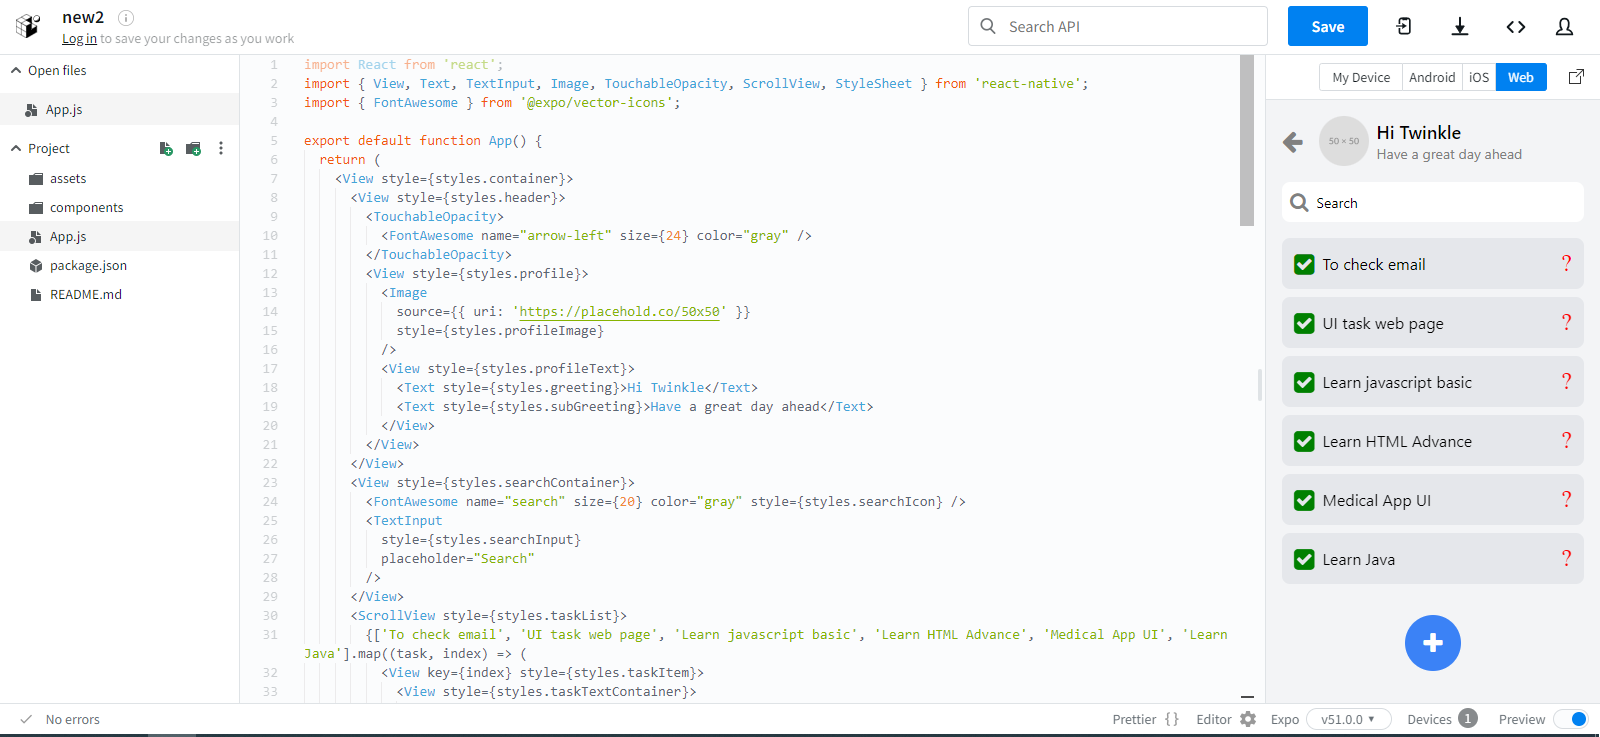 new2
Log in to save your changes as you work
Search API
Save
Open files
App.js
Project
assets
components
App.js
package.json
README.md
1 import React from 'react';
2 import { View, Text, TextInput, Image, TouchableOpacity, ScrollView, StyleSheet } from 'react-native';
3 import { FontAwesome } from '@expo/vector-icons';
4
5 export default function App() {
6 return (
7 <View style={styles.container}>
8 <View style={styles.header}>
9 <TouchableOpacity>
10 <FontAwesome name="arrow-left" size={24} color="gray" />
11 </TouchableOpacity>
12 <View style={styles.profile}>
13 <Image
14 source={{ uri: 'https://placehold.co/50x50' }}
15 style={styles.profileImage}
16 />
17 <View style={styles.profileText}>
18 <Text style={styles.greeting}>Hi Twinkle</Text>
19 <Text style={styles.subGreeting}>Have a great day ahead</Text>
20 </View>
21 </View>
22 </View>
23 <View style={styles.searchContainer}>
24 <FontAwesome name="search" size={20} color="gray" style={styles.searchIcon} />
25 <TextInput
26 style={styles.searchInput}
27 placeholder="Search"
28 />
29 </View>
30 <ScrollView style={styles.taskList}>
31 {['To check email', 'UI task web page', 'Learn javascript basic', 'Learn HTML Advance', 'Medical App UI', 'Learn
Java'].map((task, index) => (
32 <View key={index} style={styles.taskItem}>
33 <View style={styles.taskTextContainer}>
My Device Android iOS Web
50 × 50
Hi Twinkle
Have a great day ahead
Search
To check email ?
UI task web page ?
Learn javascript basic ?
Learn HTML Advance ?
Medical App UI ?
Learn Java ?
No errors
Prettier { } Editor Expo v51.0.0 Devices 1 Preview